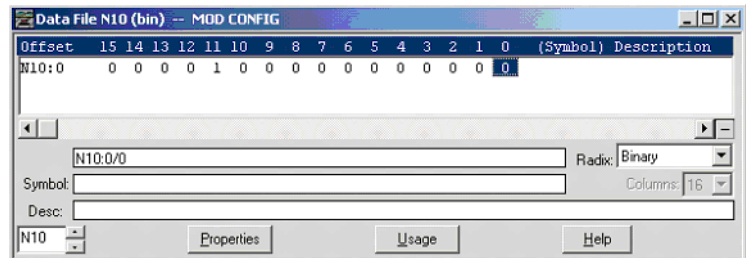 Data File N10 (bin) -- MOD CONFIG
Offset 15 14 13 12 11 10 9 8 7 6 5 4 3 2 1 0 (Symbol) Description
N10:0 0 0 0 0 1 0 0 0 0 0 0 0 0 0 0 0
N10:0/0 Radix: Binary
Symbol: Columns: 16
Desc:
N10 Properties Usage Help